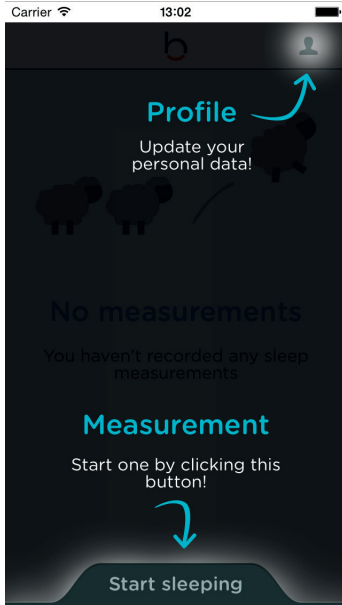 Carrier 13:02
b
Profile
Update your
personal data!
No measurements
You haven't recorded any sleep
measurements
Measurement
Start one by clicking this
button!
Start sleeping